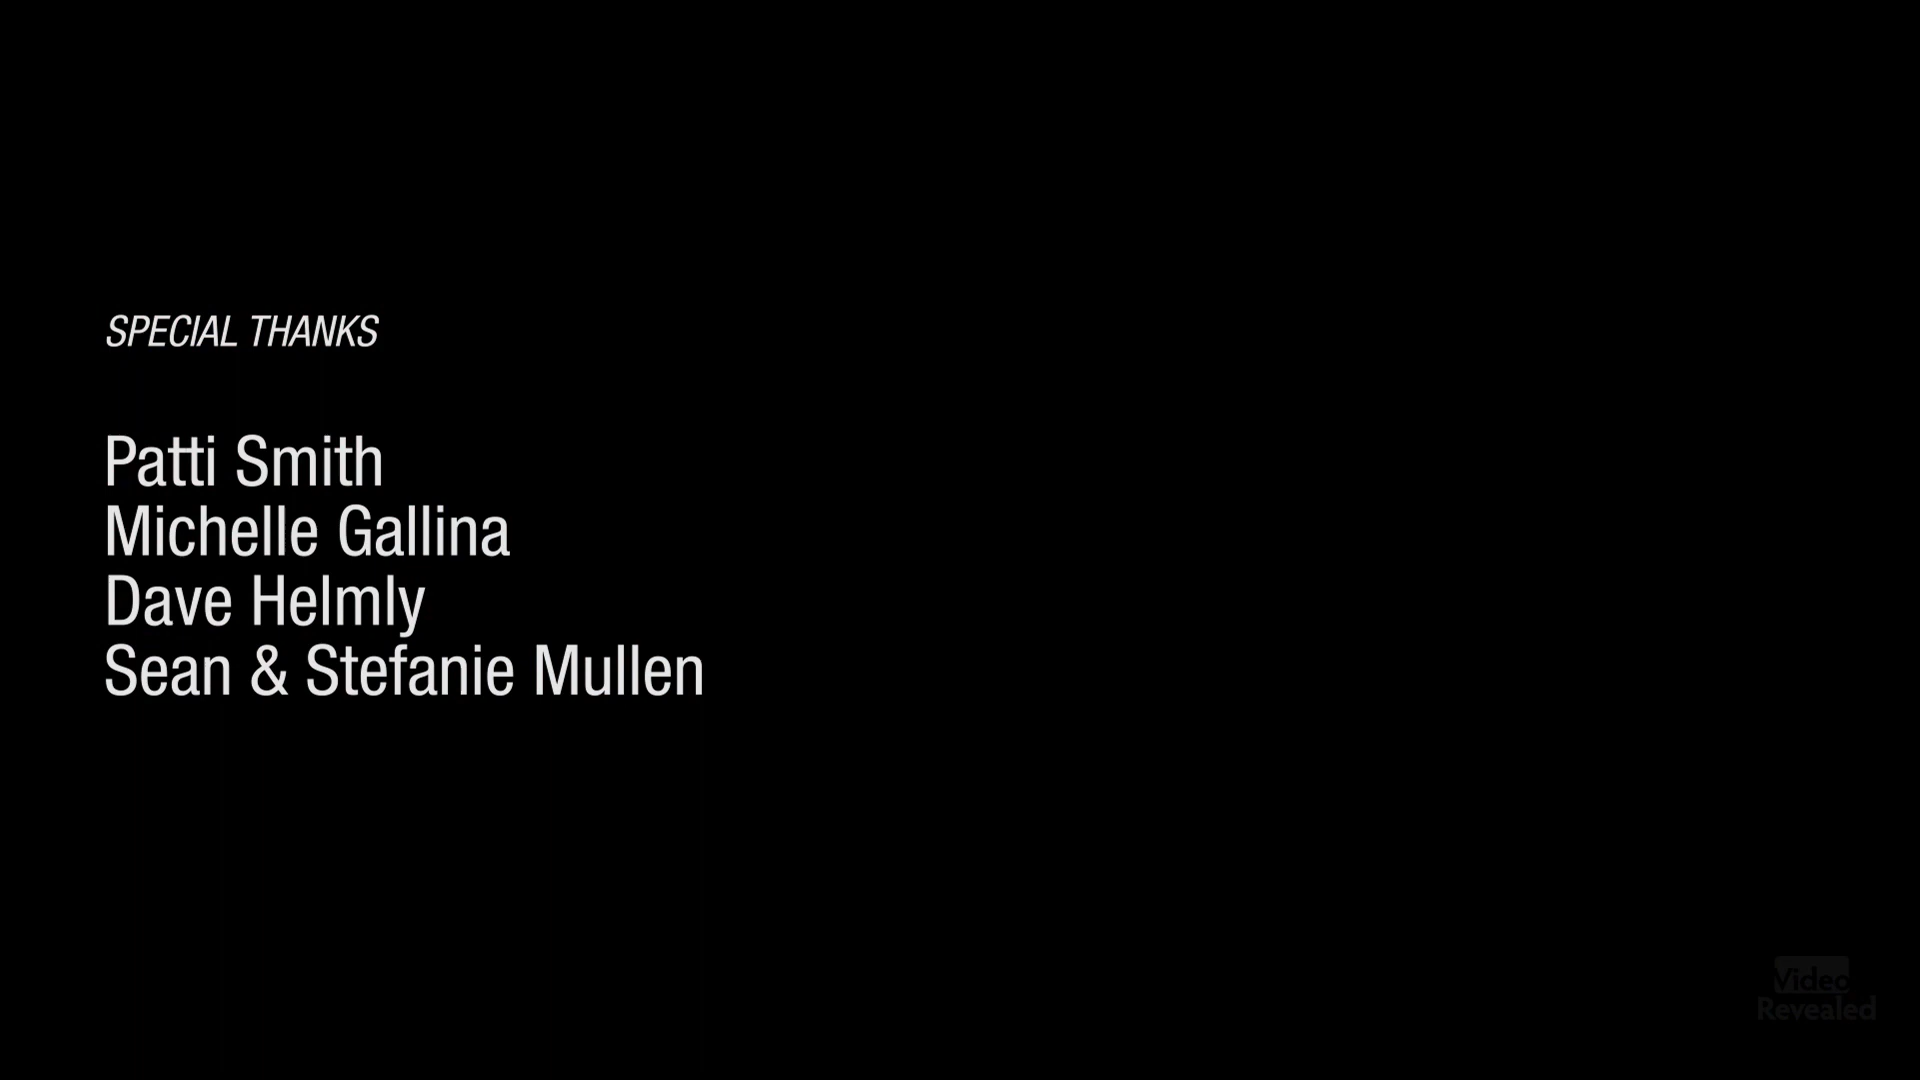 SPECIAL THANKS
Patti Smith
Michelle Gallina
Dave Helmly
Sean & Stefanie Mullen
Video
Revealed